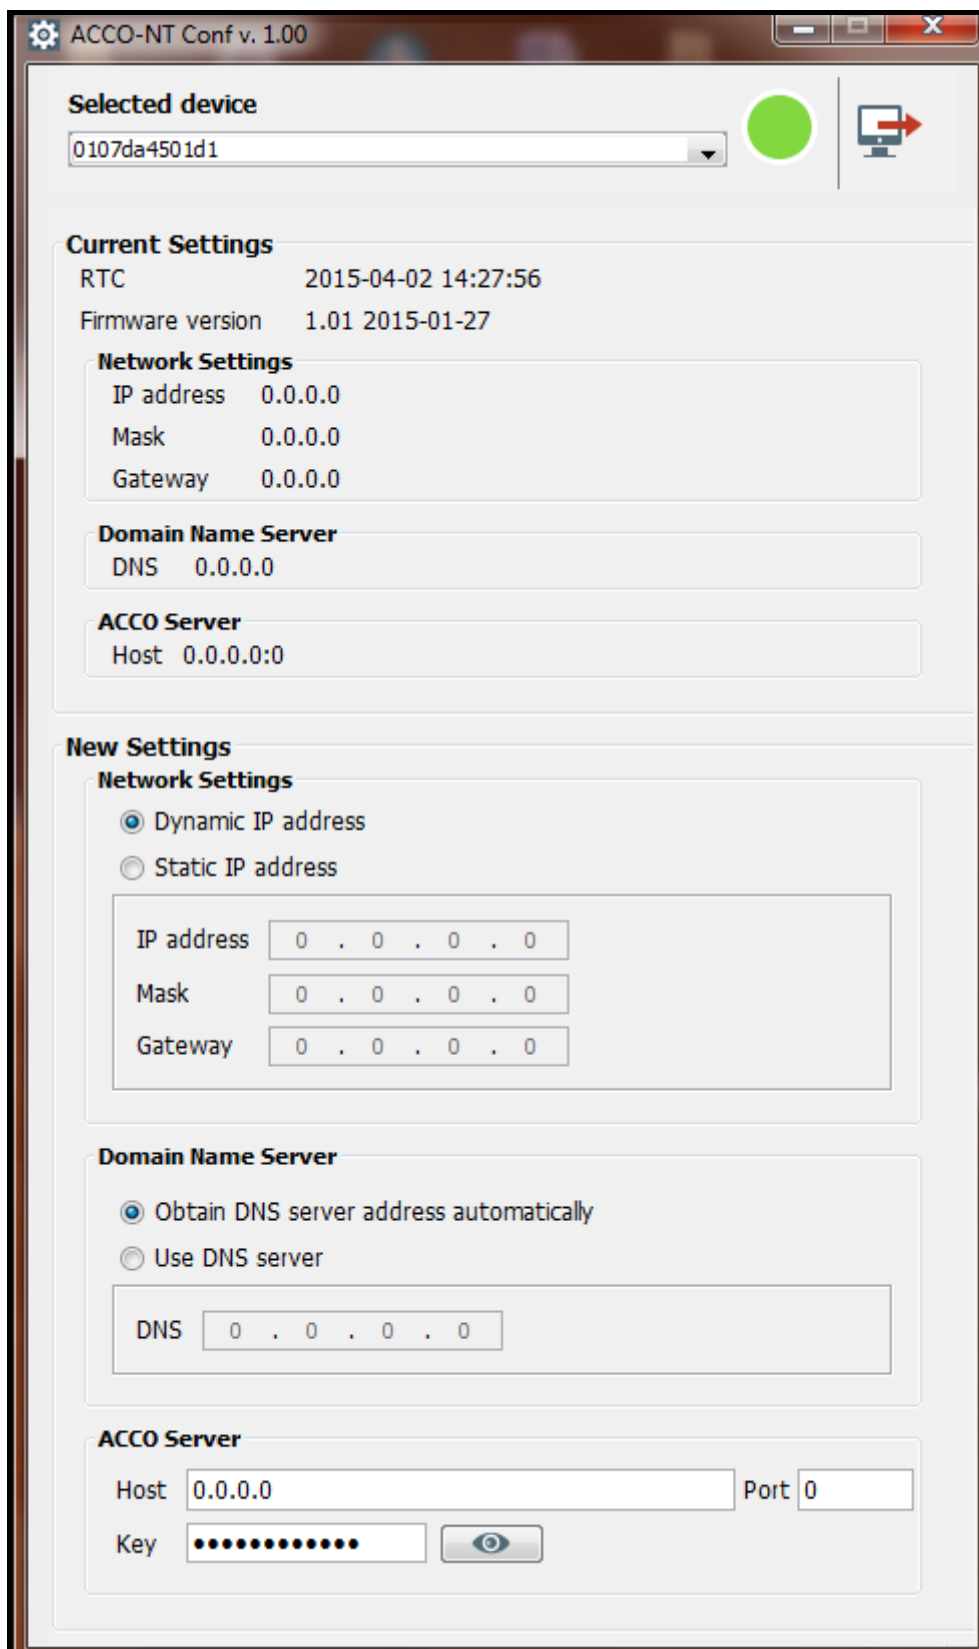 ACCO-NT Conf v. 1.00
Selected device
0107da4501d1
Current Settings
RTC 2015-04-02 14:27:56
Firmware version 1.01 2015-01-27
Network Settings
IP address 0.0.0.0
Mask 0.0.0.0
Gateway 0.0.0.0
Domain Name Server
DNS 0.0.0.0
ACCO Server
Host 0.0.0.0:0
New Settings
Network Settings
Dynamic IP address
Static IP address
IP address 0 . 0 . 0 . 0
Mask 0 . 0 . 0 . 0
Gateway 0 . 0 . 0 . 0
Domain Name Server
Obtain DNS server address automatically
Use DNS server
DNS 0 . 0 . 0 . 0
ACCO Server
Host 0.0.0.0 Port 0
Key ••••••••••••